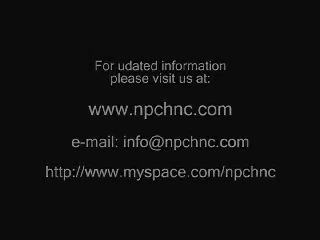 For udated information
please visit us at:
www.npchnc.com
e-mail: info@npchnc.com
http://www.myspace.com/npchnc